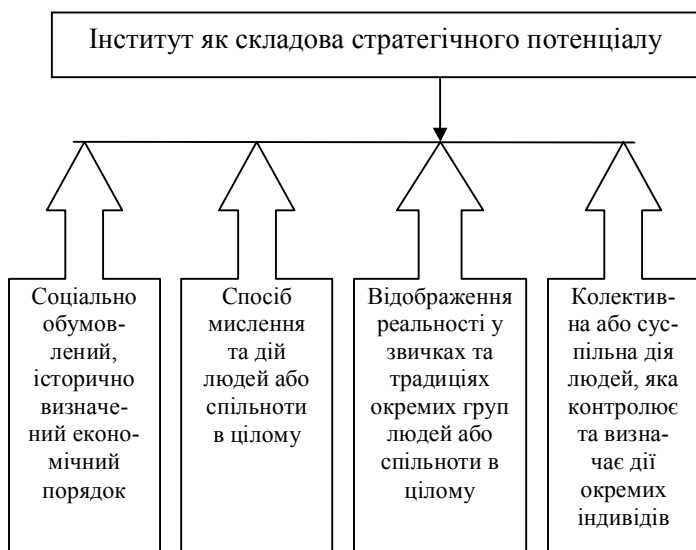 Інститут як складова стратегічного потенціалу
Соціально
обумов-
лений,
історично
визначе-
ний еконо-
мічний
порядок
Спосіб
мислення
та дій
людей або
спільноти
в цілому
Відображення
реальності у
звичках та
традиціях
окремих груп
людей або
спільноти в
цілому
Колектив-
на або сус-
пільна дія
людей, яка
контролює
та визна-
чає дії
окремих
індивідів